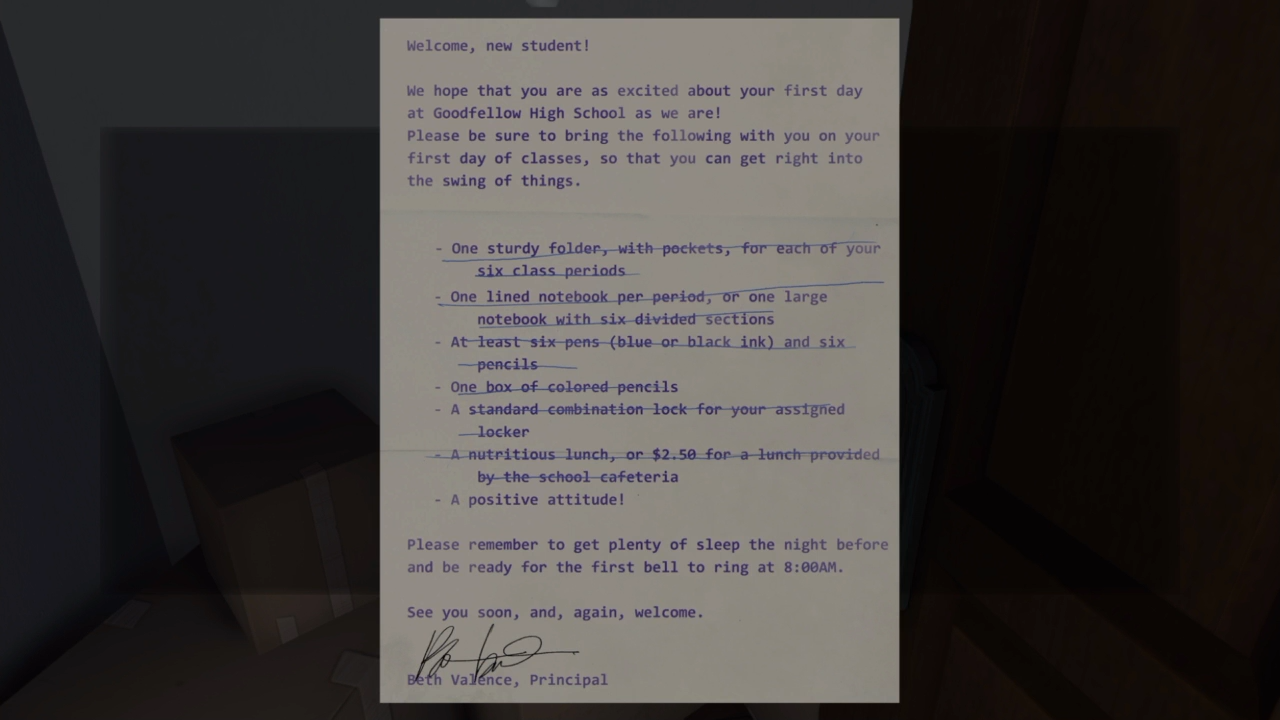 Welcome, new student!
We hope that you are as excited about your first day
at Goodfellow High School as we are!
Please be sure to bring the following with you on your
first day of classes, so that you can get right into
the swing of things.
- One sturdy folder, with pockets, for each of your
six class periods
- One lined notebook per period, or one large
notebook with six divided sections
- At least six pens (blue or black ink) and six
pencils
- One box of colored pencils
- A standard combination lock for your assigned
locker
- A nutritious lunch, or $2.50 for a lunch provided
by the school cafeteria
- A positive attitude!
Please remember to get plenty of sleep the night before
and be ready for the first bell to ring at 8:00AM.
See you soon, and, again, welcome.
Beth Valence, Principal